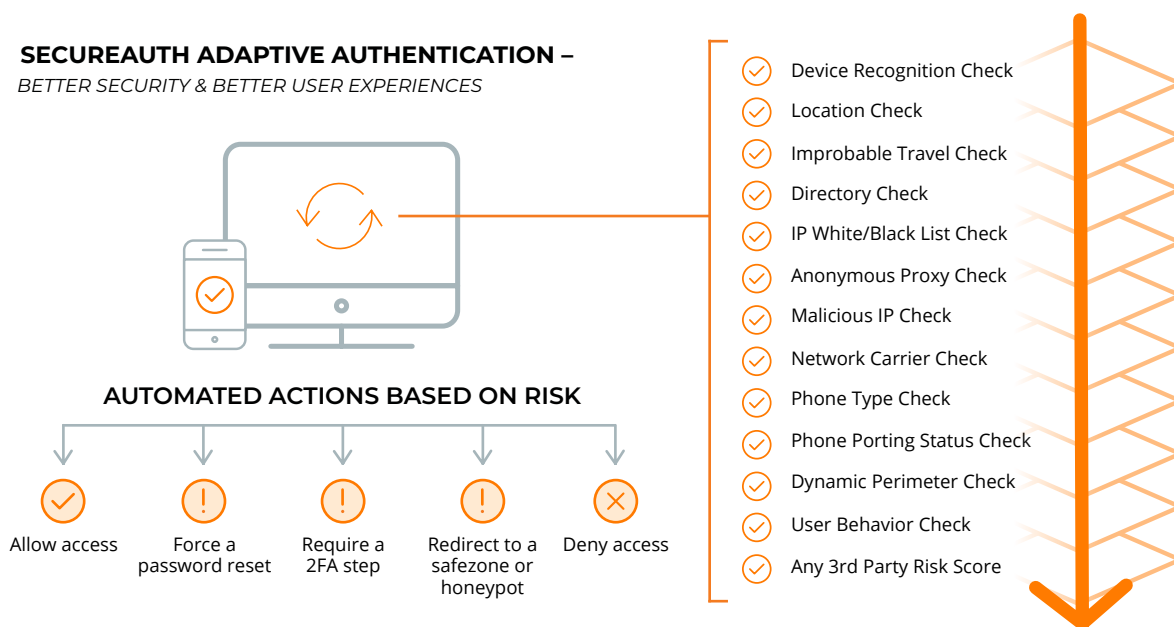 SECUREAUTH ADAPTIVE AUTHENTICATION –
BETTER SECURITY & BETTER USER EXPERIENCES
AUTOMATED ACTIONS BASED ON RISK
Allow access
Force a
password reset
Require a
2FA step
Redirect to a
safezone or
honeypot
Deny access
Device Recognition Check
Location Check
Improbable Travel Check
Directory Check
IP White/Black List Check
Anonymous Proxy Check
Malicious IP Check
Network Carrier Check
Phone Type Check
Phone Porting Status Check
Dynamic Perimeter Check
User Behavior Check
Any 3rd Party Risk Score